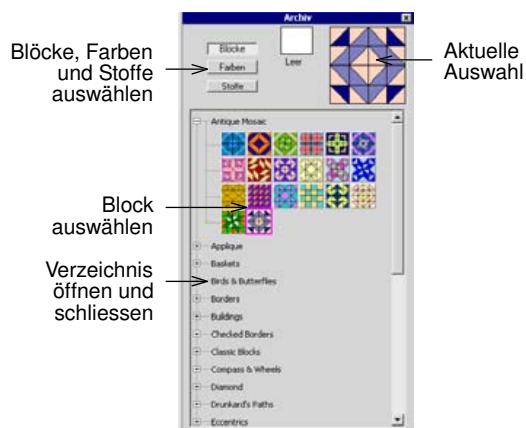 Archiv
Blöcke, Farben
und Stoffe
auswählen
Blöcke
Farben
Stoffe
Leer
Aktuelle
Auswahl
Antique Mosaic
Block
auswählen
Applique
Baskets
Verzeichnis
öffnen und
schliessen
Birds & Butterflies
Borders
Buildings
Checked Borders
Classic Blocks
Compass & Wheels
Diamond
Drunkard's Paths
Eccentrics